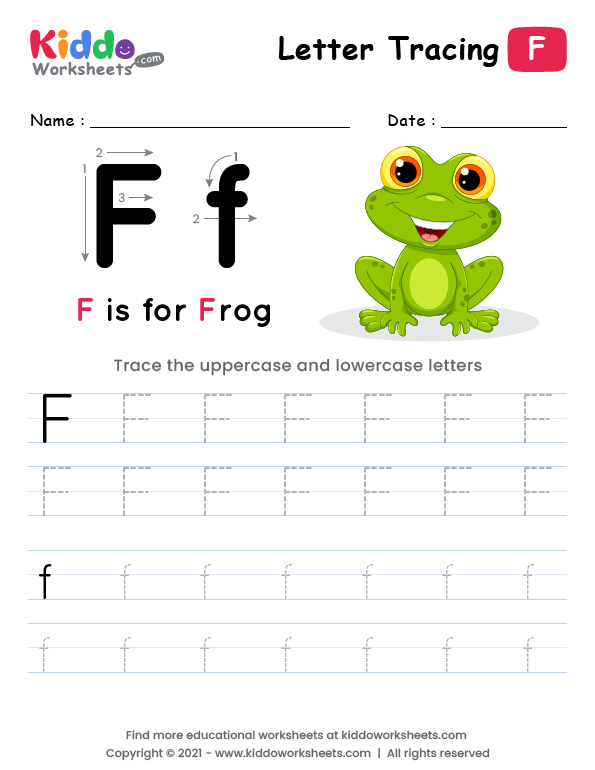 Kiddo
Worksheets .com
Letter Tracing F
Name : Date :
2
1
3
F
1
2
f
F is for Frog
Trace the uppercase and lowercase letters
F F F F F F F
F F F F F F F
f f f f f f f
f f f f f f f
Find more educational worksheets at kiddoworksheets.com
Copyright © 2021 - www.kiddoworksheets.com | All rights reserved